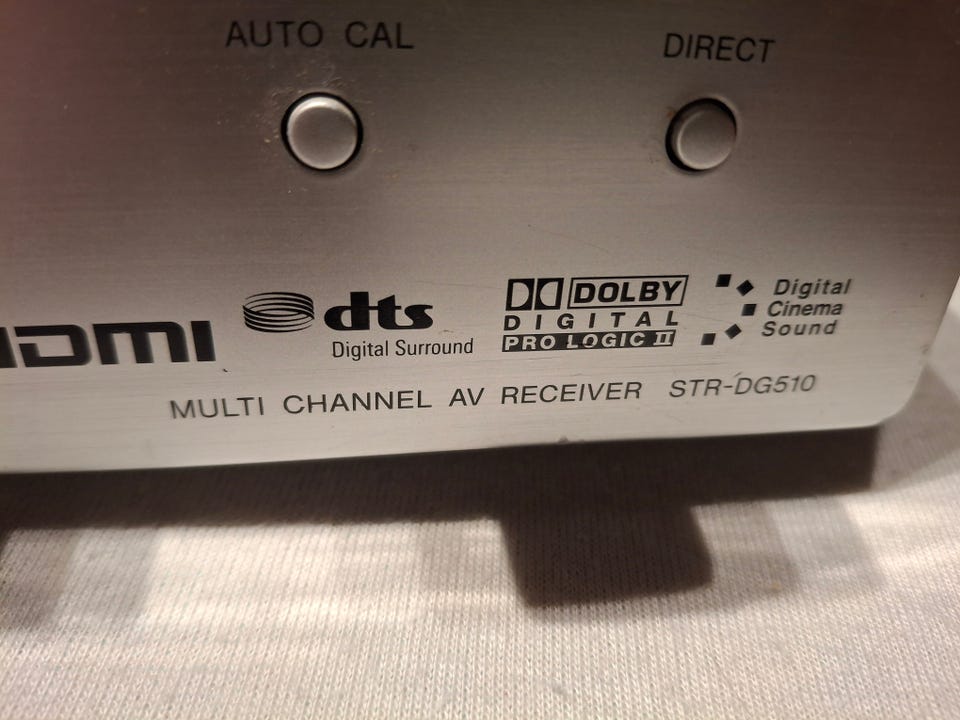 AUTO CAL
DIRECT
HDMI
dts
Digital Surround
DOLBY
DIGITAL
PRO LOGIC II
Digital
Cinema
Sound
MULTI CHANNEL AV RECEIVER STR-DG510